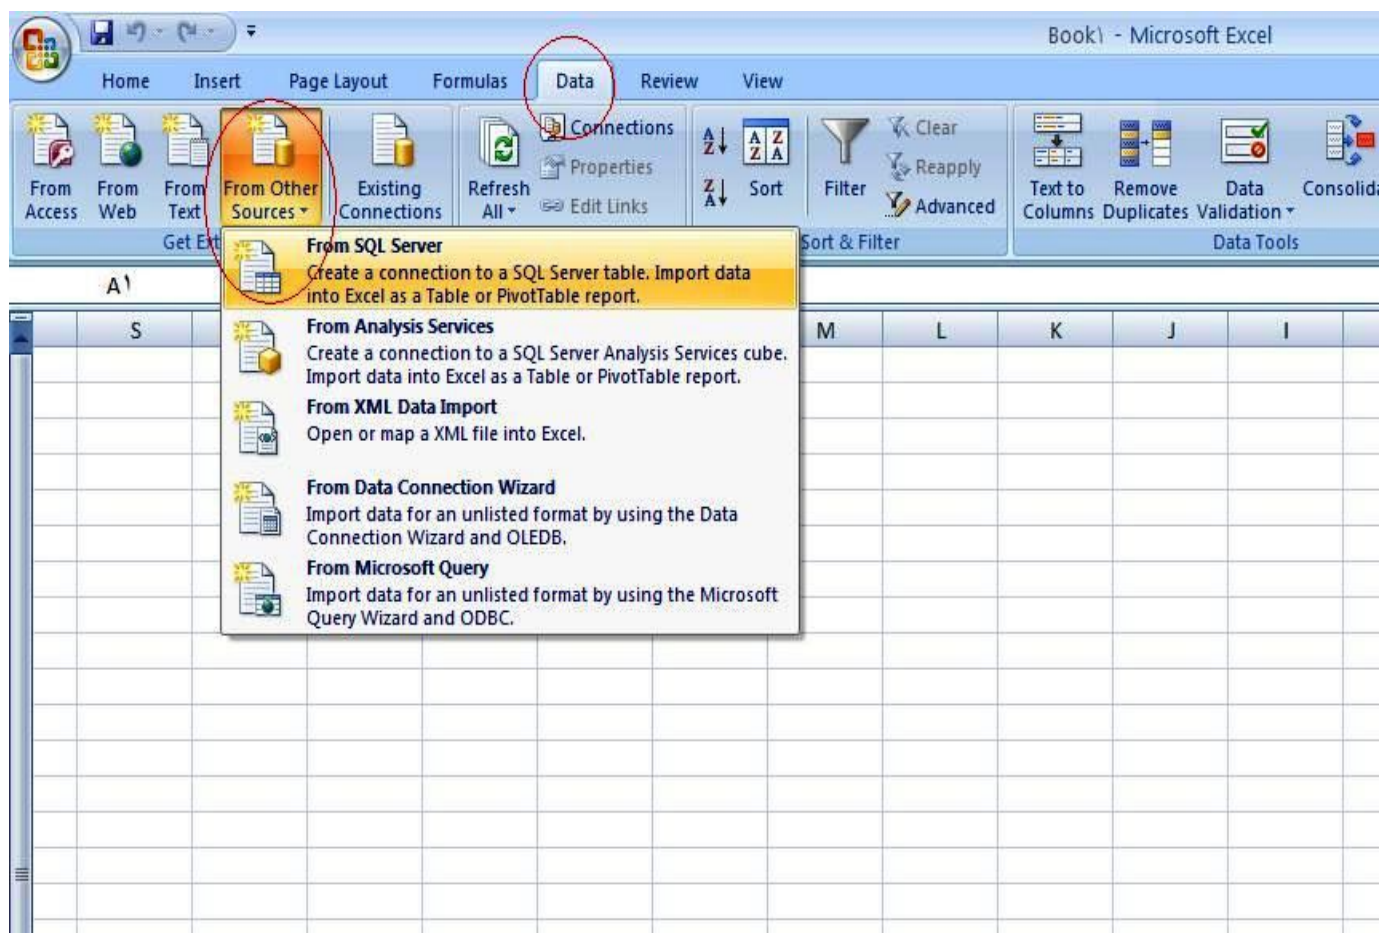 Book۱ - Microsoft Excel
Home Insert Page Layout Formulas Data Review View
From Access
From Web
From Text
From Other Sources
Existing Connections
Refresh All
Connections
Properties
Edit Links
Sort
Filter
Clear
Reapply
Advanced
Text to Columns
Remove Duplicates
Data Validation
Consolida
Get Ext
Sort & Filter
Data Tools
From SQL Server
Create a connection to a SQL Server table. Import data
into Excel as a Table or PivotTable report.
From Analysis Services
Create a connection to a SQL Server Analysis Services cube.
Import data into Excel as a Table or PivotTable report.
From XML Data Import
Open or map a XML file into Excel.
From Data Connection Wizard
Import data for an unlisted format by using the Data
Connection Wizard and OLEDB.
From Microsoft Query
Import data for an unlisted format by using the Microsoft
Query Wizard and ODBC.
A۱
S M L K J I